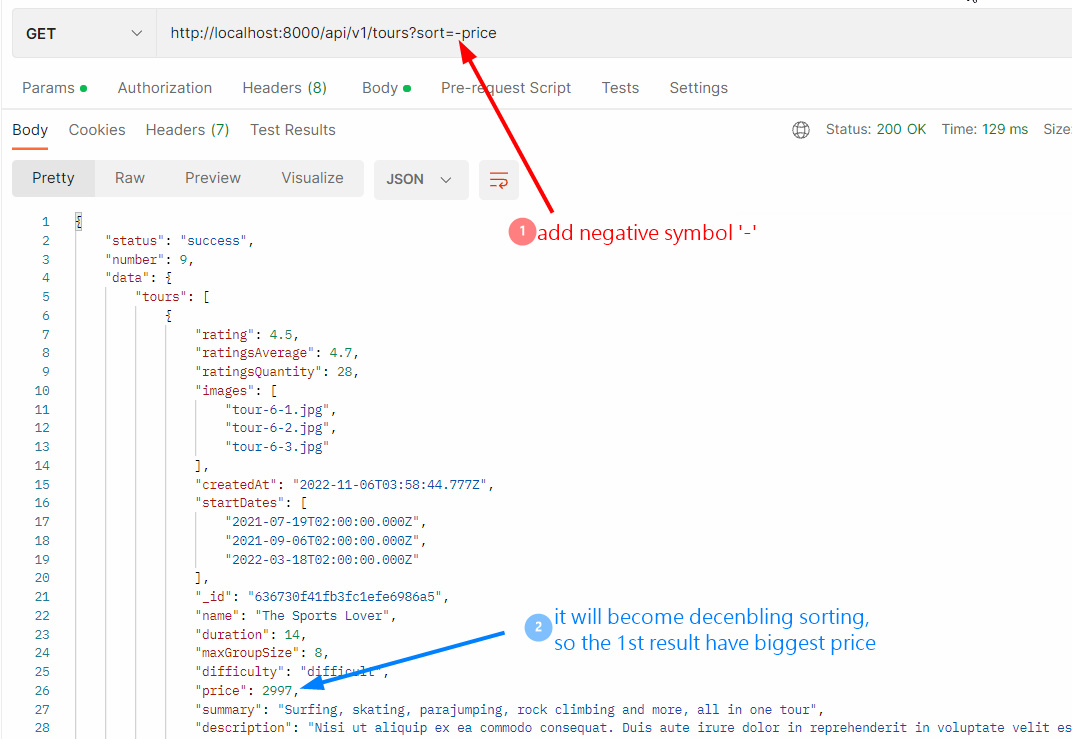 GET http://localhost:8000/api/v1/tours?sort=-price
Params Authorization Headers (8) Body Pre-request Script Tests Settings
Body Cookies Headers (7) Test Results Status: 200 OK Time: 129 ms Size:
Pretty Raw Preview Visualize JSON
1 {
1 add negative symbol '-'
2 "status": "success",
3 "number": 9,
4 "data": {
5 "tours": [
6 {
7 "rating": 4.5,
8 "ratingsAverage": 4.7,
9 "ratingsQuantity": 28,
10 "images": [
11 "tour-6-1.jpg",
12 "tour-6-2.jpg",
13 "tour-6-3.jpg"
14 ],
15 "createdAt": "2022-11-06T03:58:44.777Z",
16 "startDates": [
17 "2021-07-19T02:00:00.000Z",
18 "2021-09-06T02:00:00.000Z",
19 "2022-03-18T02:00:00.000Z"
20 ],
21 "_id": "636730f41fb3fc1efe6986a5",
22 "name": "The Sports Lover",
2 it will become decenbling sorting,
so the 1st result have biggest price
23 "duration": 14,
24 "maxGroupSize": 8,
25 "difficulty": "difficult",
26 "price": 2997,
27 "summary": "Surfing, skating, parajumping, rock climbing and more, all in one tour",
28 "description": "Nisi ut aliquip ex ea commodo consequat. Duis aute irure dolor in reprehenderit in voluptate velit es